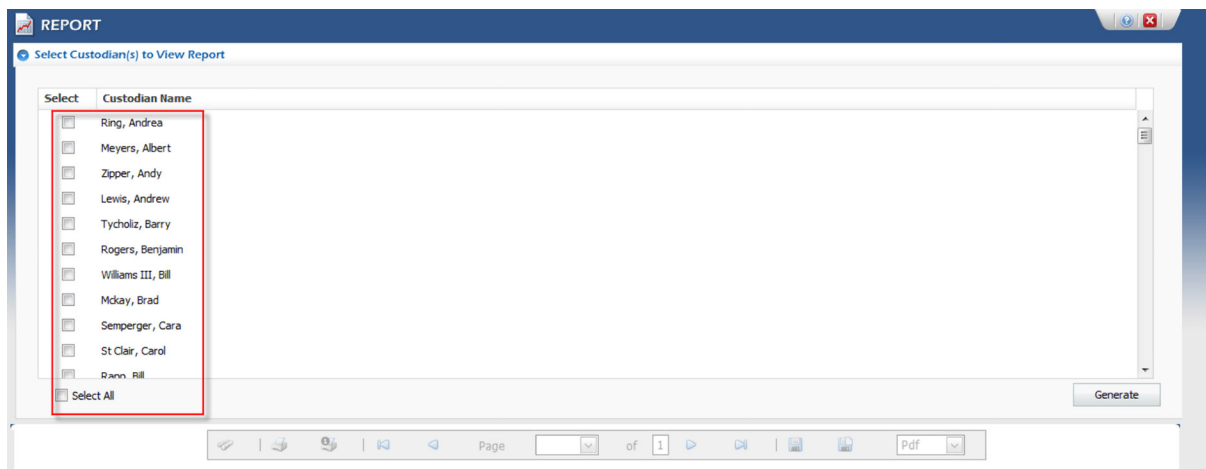 REPORT
Select Custodian(s) to View Report
Select Custodian Name
Ring, Andrea
Meyers, Albert
Zipper, Andy
Lewis, Andrew
Tycholiz, Barry
Rogers, Benjamin
Williams III, Bill
Mckay, Brad
Semperger, Cara
St Clair, Carol
Rapp, Bill
Select All
Generate
Page of 1 Pdf